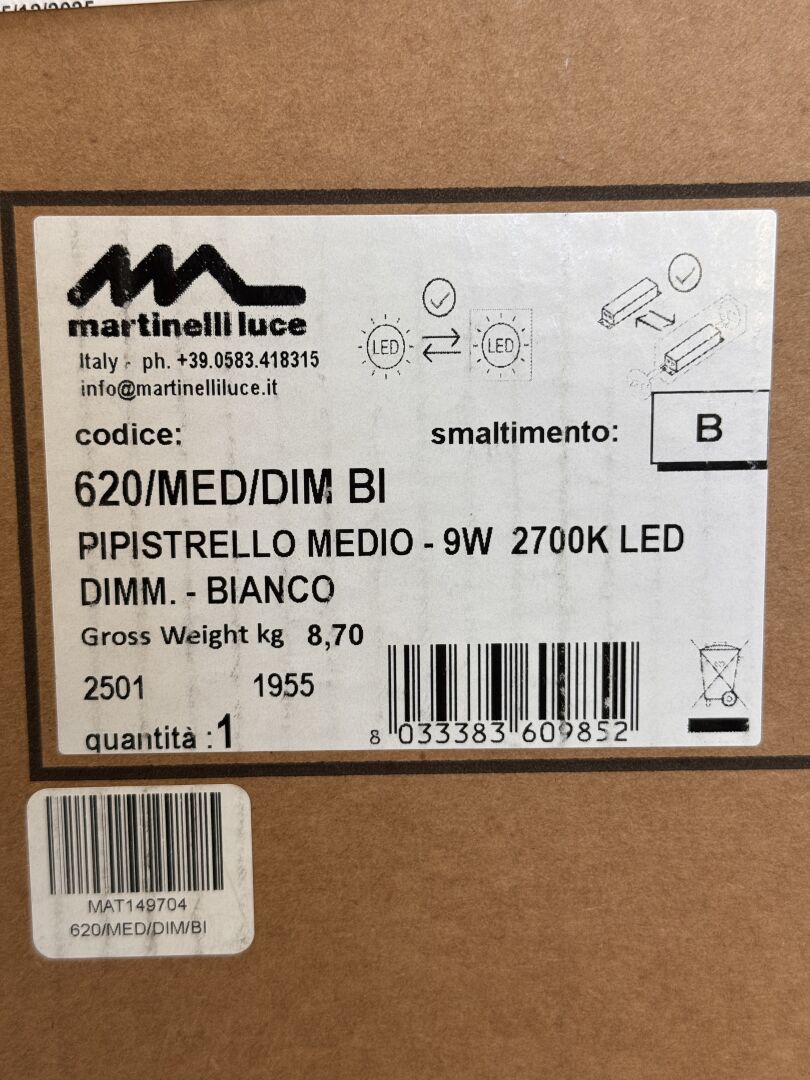 martinelli luce
Italy - ph. +39.0583.418315
info@martinelliluce.it
LED
LED
codice:
smaltimento:
B
620/MED/DIM BI
PIPISTRELLO MEDIO - 9W 2700K LED
DIMM. - BIANCO
Gross Weight kg 8,70
2501 1955
quantità : 1
8 033383 609852
MAT149704
620/MED/DIM/BI